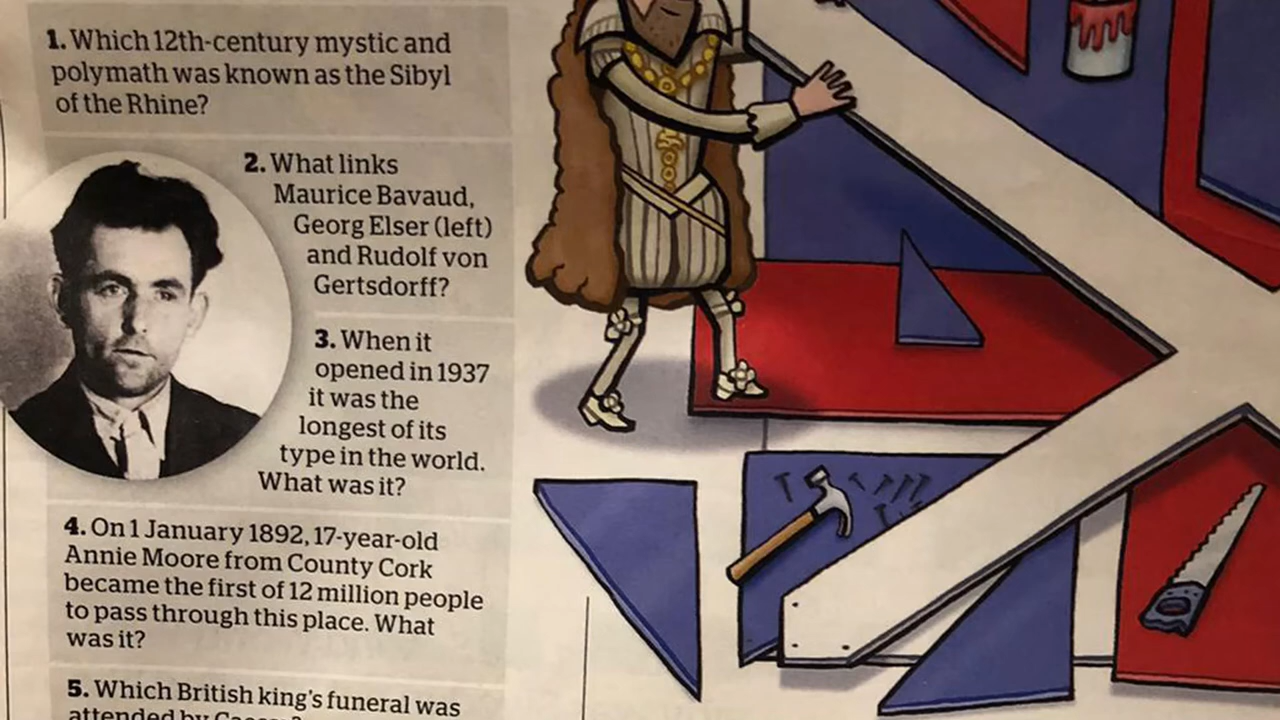 1. Which 12th-century mystic and
polymath was known as the Sibyl
of the Rhine?
2. What links
Maurice Bavaud,
Georg Elser (left)
and Rudolf von
Gertsdorff?
3. When it
opened in 1937
it was the
longest of its
type in the world.
What was it?
4. On 1 January 1892, 17-year-old
Annie Moore from County Cork
became the first of 12 million people
to pass through this place. What
was it?
5. Which British king's funeral was
attended by